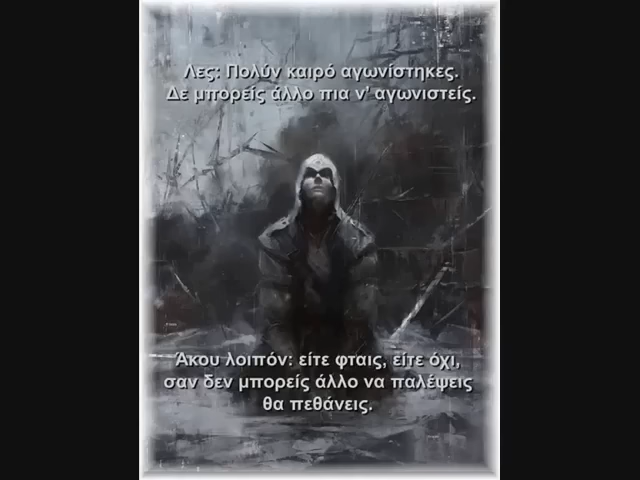 Λες: Πολύν καιρό αγωνίστηκες.
Δε μπορείς άλλο πια ν' αγωνιστείς.
Άκου λοιπόν: είτε φταις, είτε όχι,
σαν δεν μπορείς άλλο να παλέψεις
θα πεθάνεις.